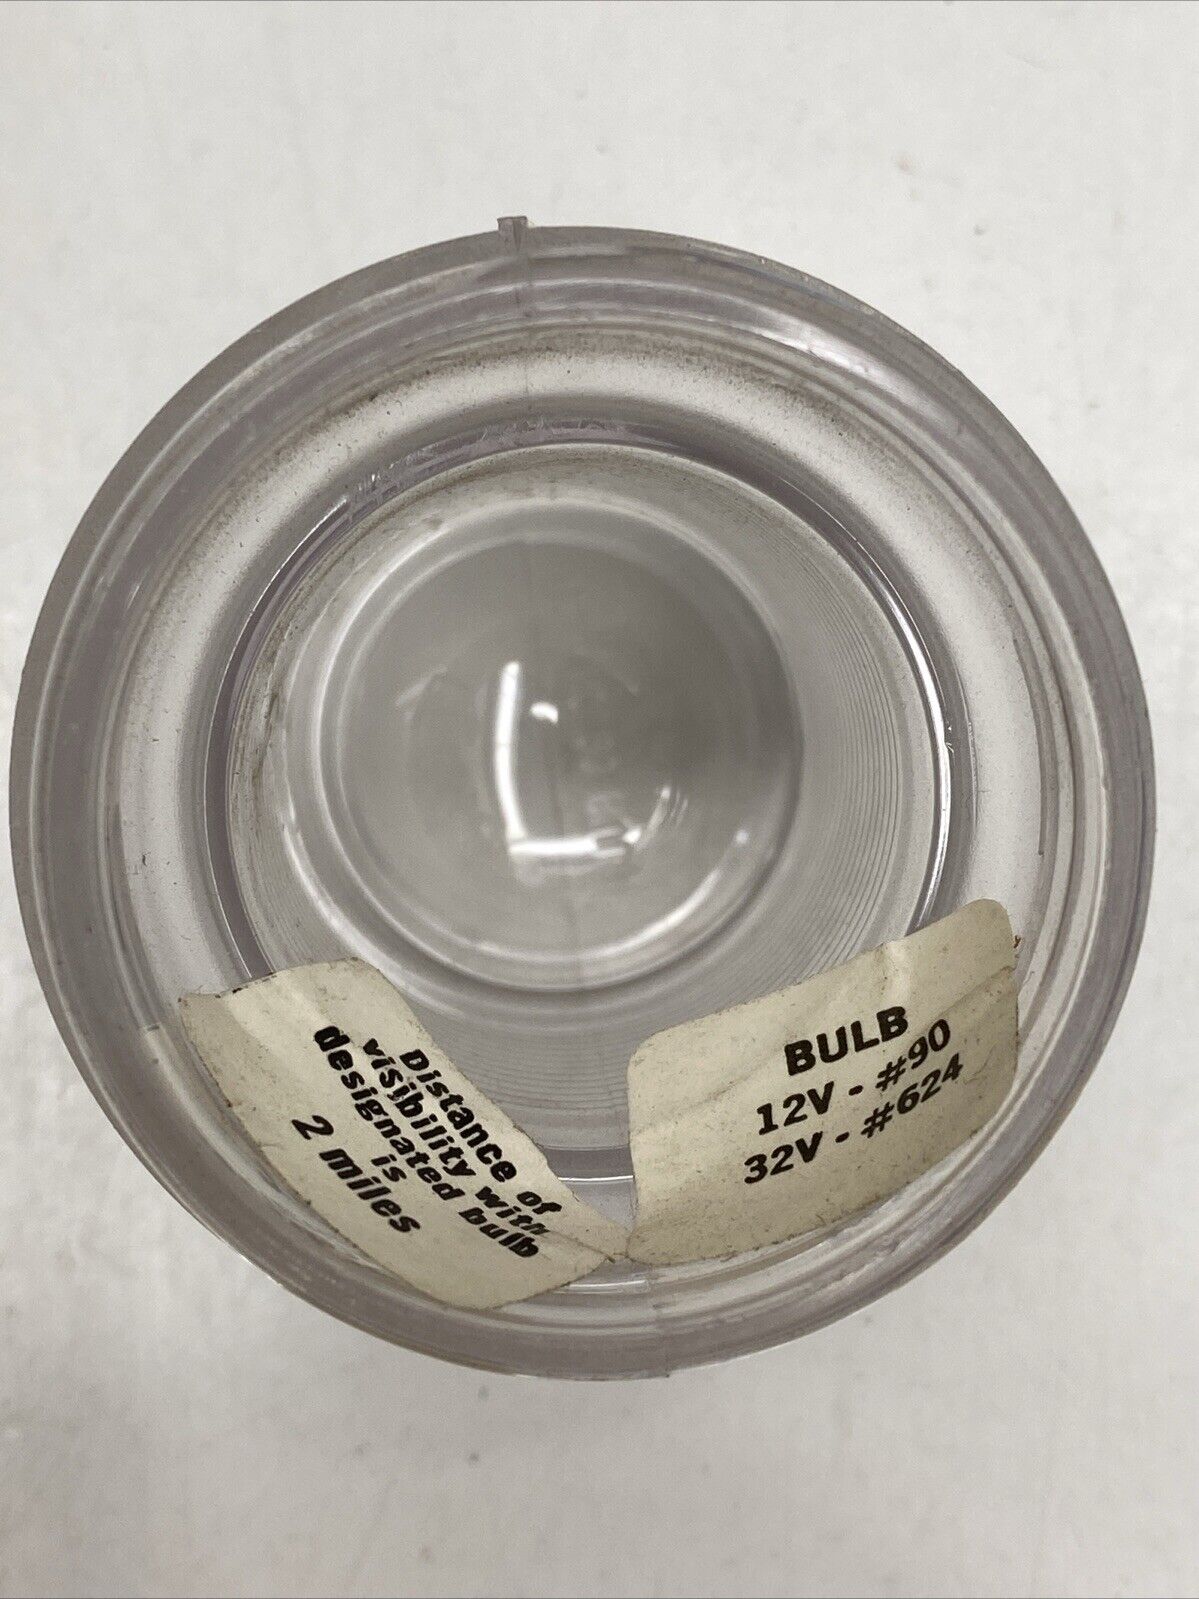 Distance of
visibility with
designated bulb
is
2 miles
BULB
12V - #90
32V - #624